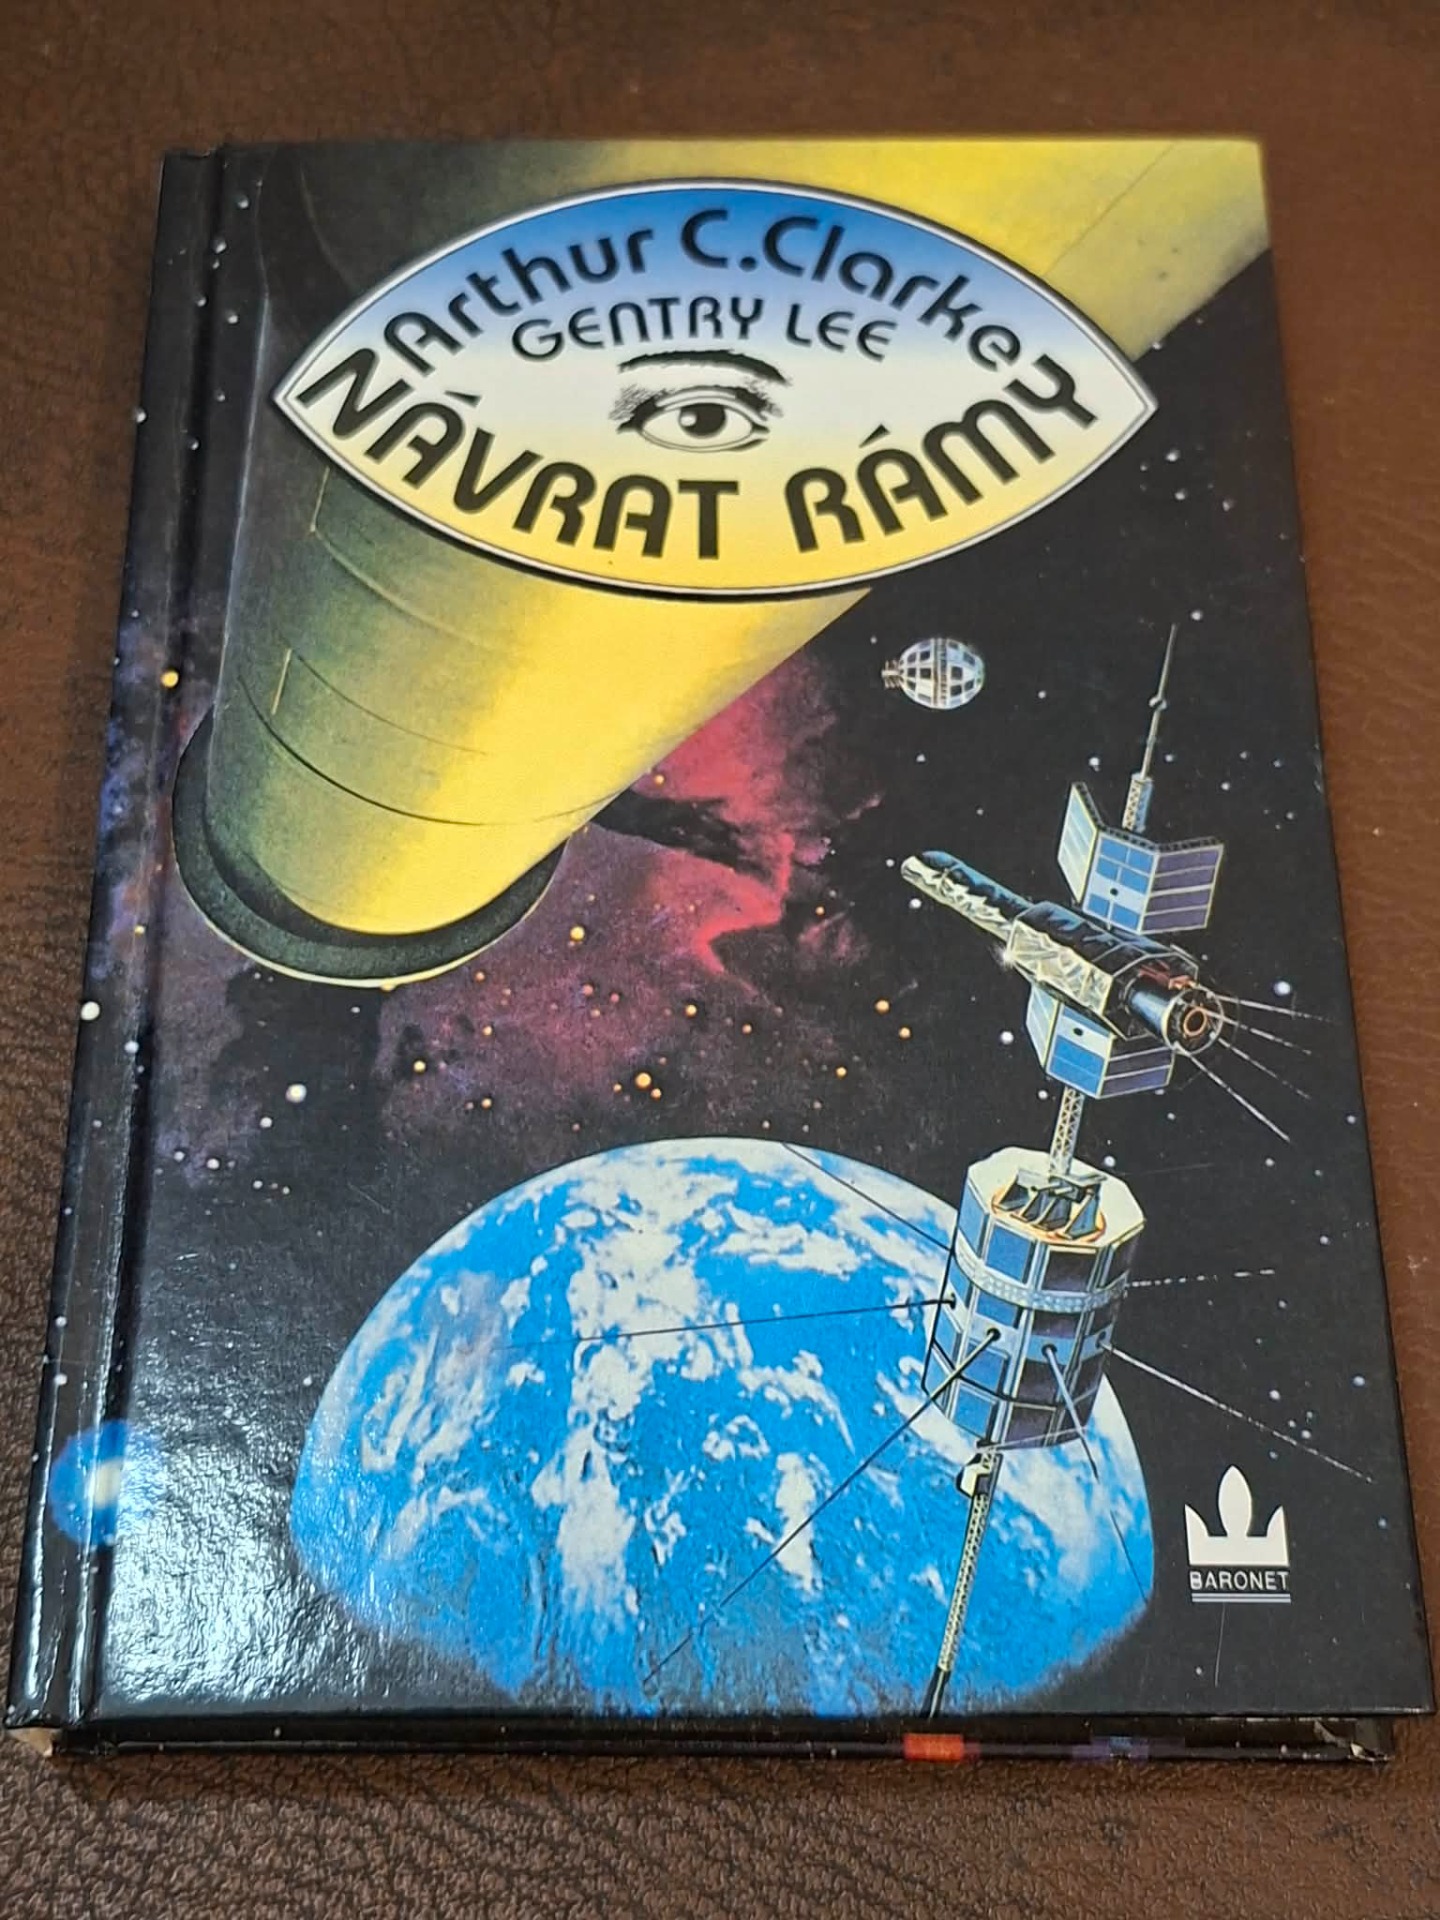 Arthur C. Clarke
GENTRY LEE
NÁVRAT RÁMY
BARONET